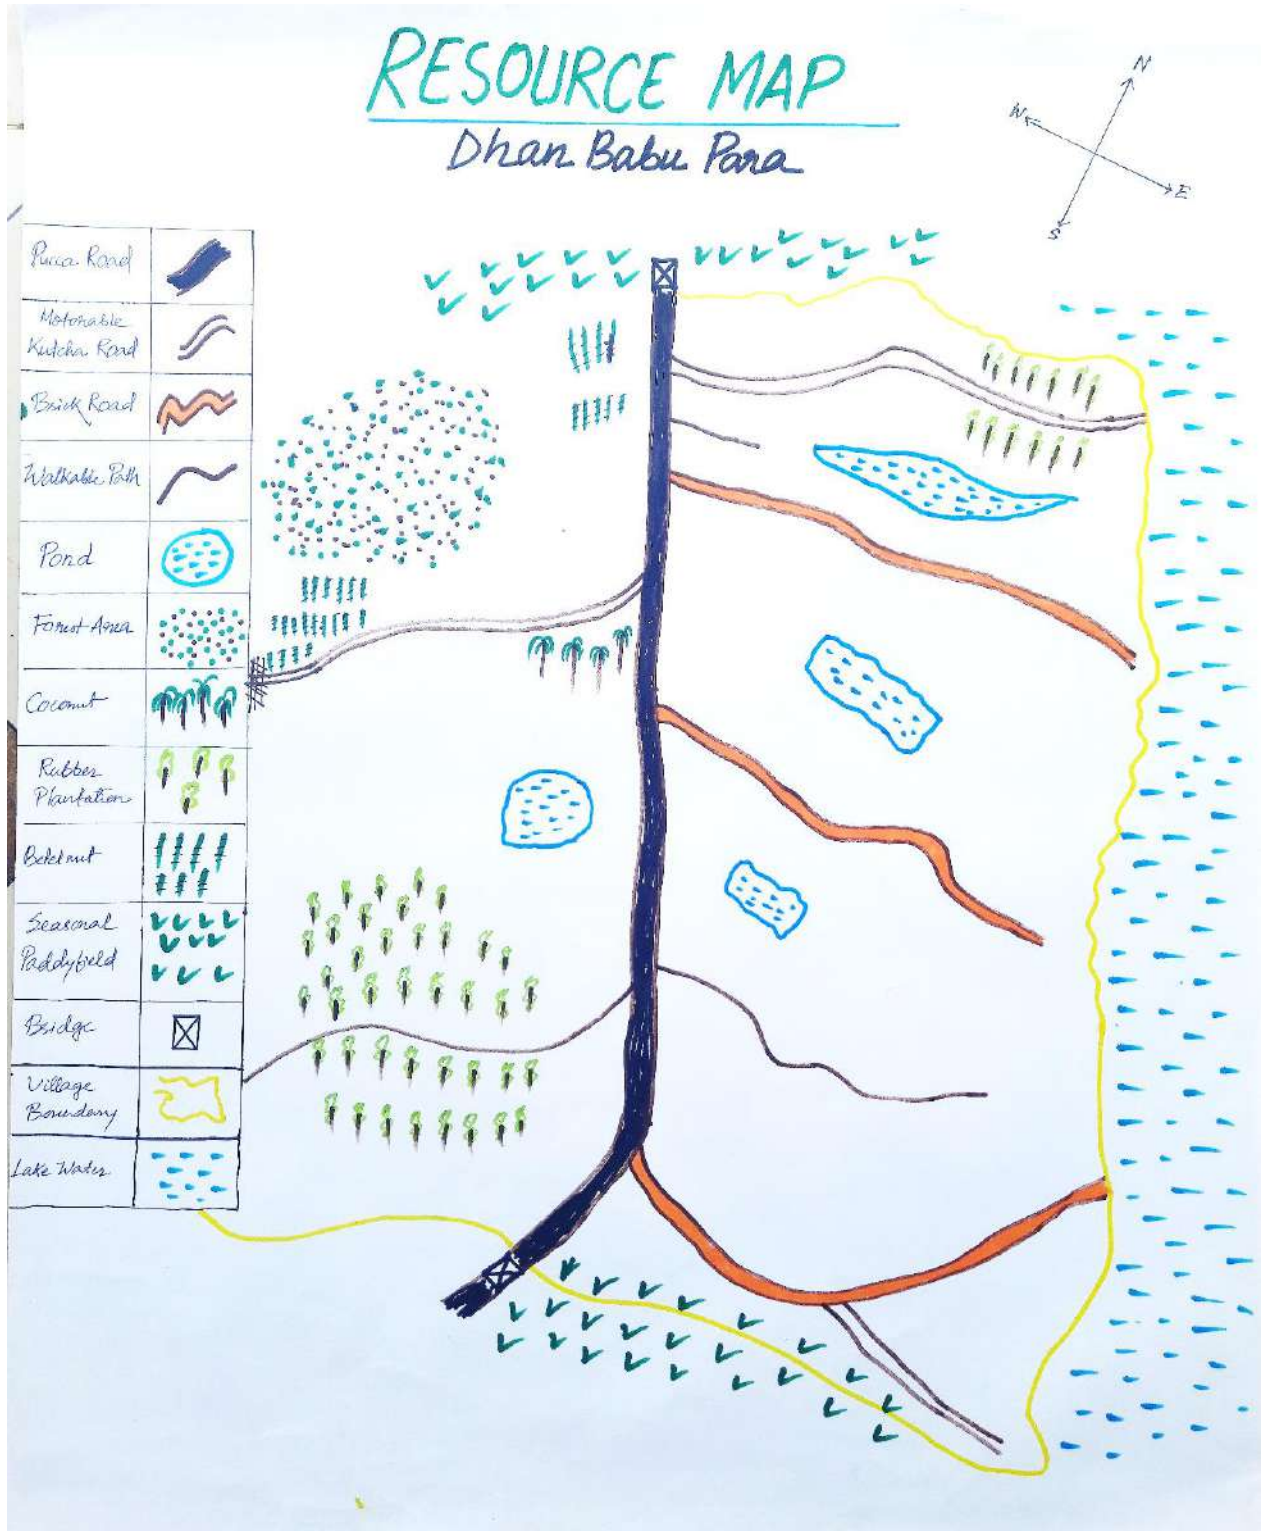 RESOURCE MAP
Dhan Babu Para
N
W
E
S
Pucca Road
Motorable
Kutcha Road
Brick Road
Walkable Path
Pond
Forest Area
Coconut
Rubber
Plantation
Betelnut
Seasonal
Paddyfield
Bridge
Village
Boundary
Lake Water